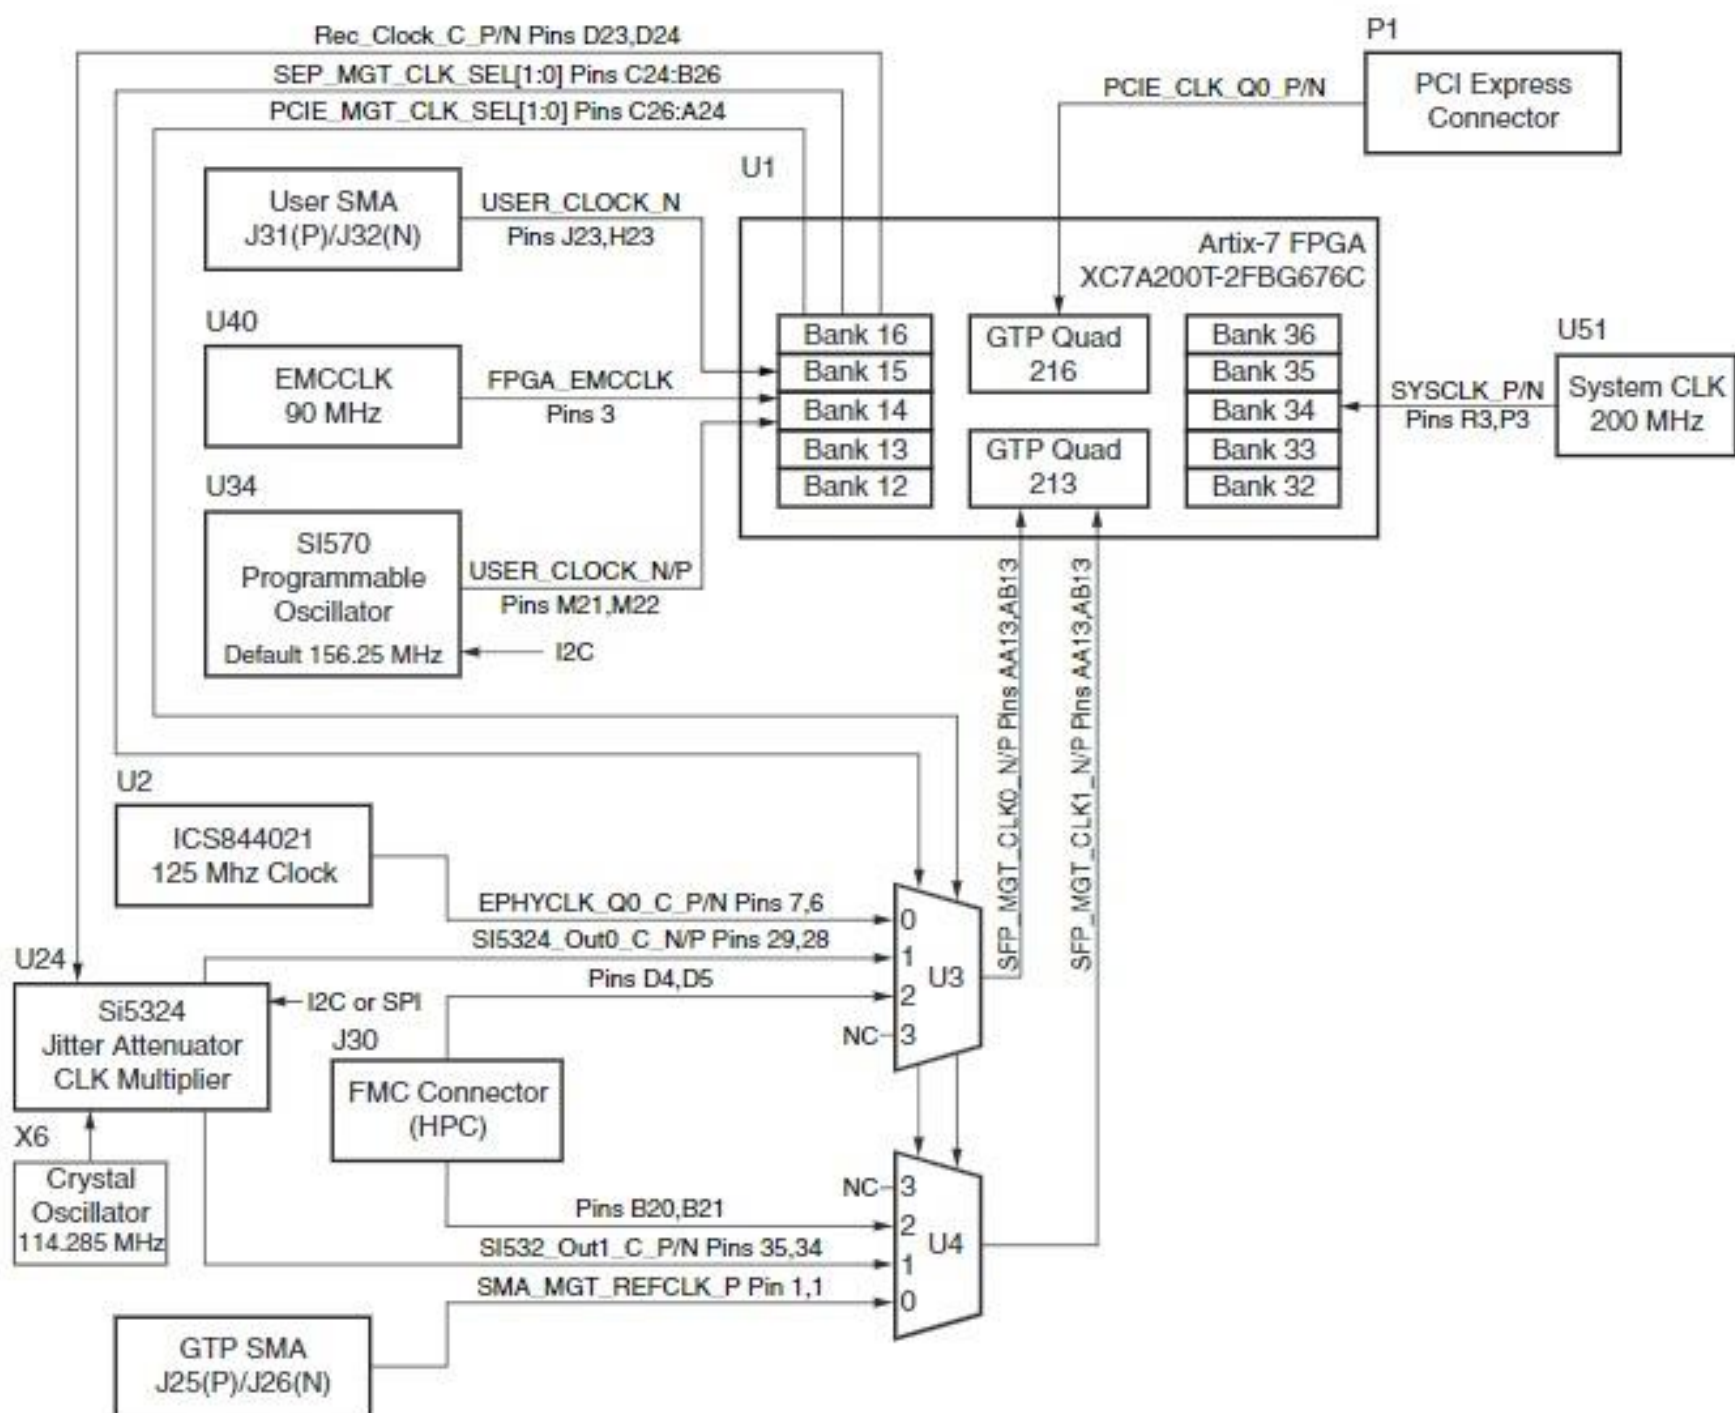 Rec_Clock_C_P/N Pins D23,D24
SEP_MGT_CLK_SEL[1:0] Pins C24:B26
PCIE_MGT_CLK_SEL[1:0] Pins C26:A24
P1
PCI Express
Connector
PCIE_CLK_Q0_P/N
U1
User SMA
J31(P)/J32(N)
USER_CLOCK_N
Pins J23,H23
Artix-7 FPGA
XC7A200T-2FBG676C
U40
EMCCLK
90 MHz
FPGA_EMCCLK
Pins 3
Bank 16
Bank 15
Bank 14
Bank 13
Bank 12
GTP Quad
216
GTP Quad
213
Bank 36
Bank 35
Bank 34
Bank 33
Bank 32
U51
System CLK
200 MHz
SYSCLK_P/N
Pins R3,P3
U34
SI570
Programmable
Oscillator
Default 156.25 MHz
USER_CLOCK_N/P
Pins M21,M22
I2C
SFP_MGT_CLK0_N/P Pins AA13,AB13
SFP_MGT_CLK1_N/P Pins AA13,AB13
U2
ICS844021
125 Mhz Clock
EPHYCLK_Q0_C_P/N Pins 7,6
SI5324_Out0_C_N/P Pins 29,28
Pins D4,D5
NC
0
1
2
3
U3
U24
Si5324
Jitter Attenuator
CLK Multiplier
I2C or SPI
J30
FMC Connector
(HPC)
X6
Crystal
Oscillator
114.285 MHz
NC
3
2
1
0
U4
Pins B20,B21
SI532_Out1_C_P/N Pins 35,34
SMA_MGT_REFCLK_P Pin 1,1
GTP SMA
J25(P)/J26(N)